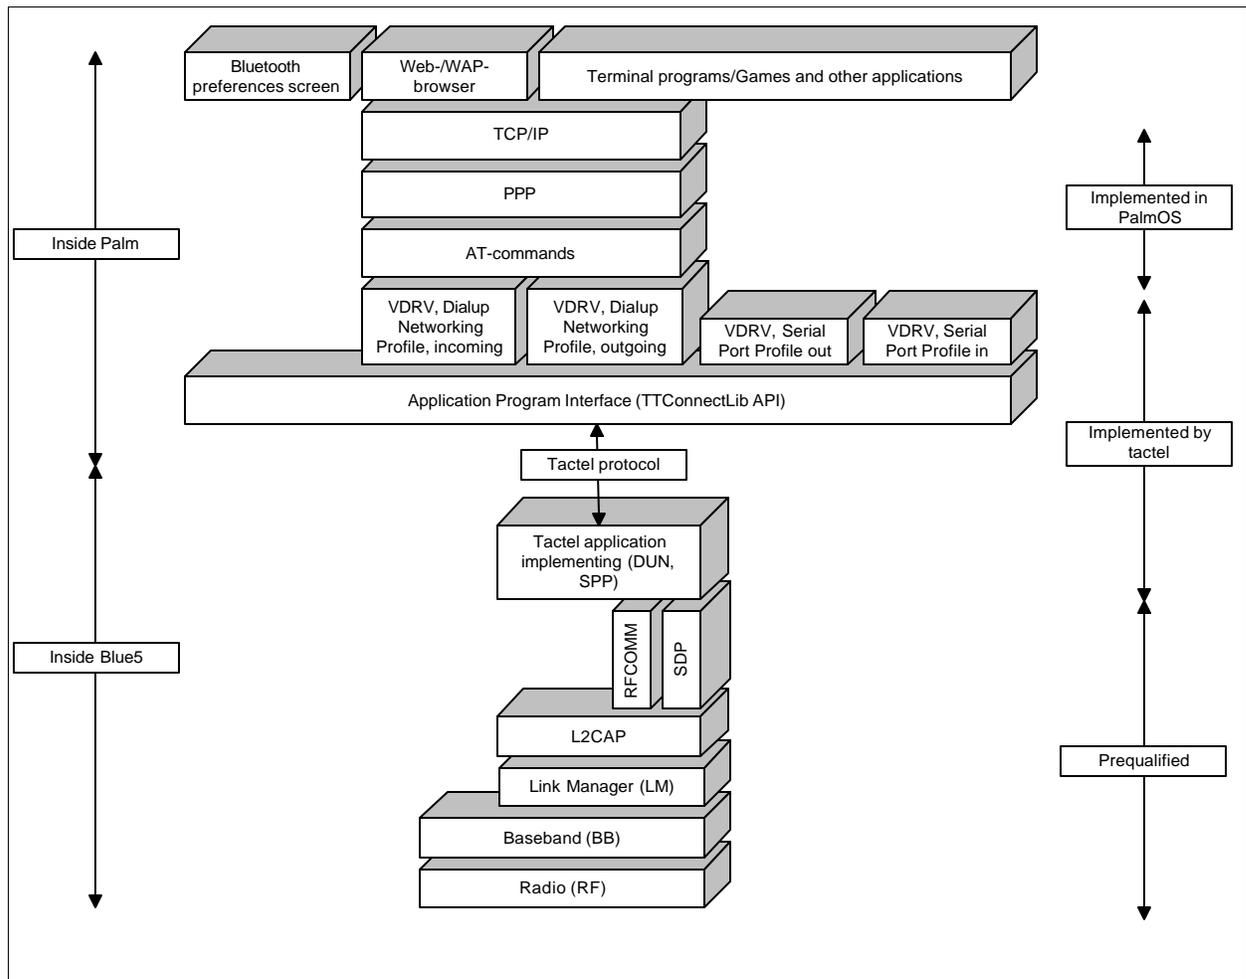 Bluetooth
preferences screen
Web-/WAP-
browser
Terminal programs/Games and other applications
TCP/IP
PPP
Implemented in
PalmOS
Inside Palm
AT-commands
VDRV, Dialup
Networking
Profile, incoming
VDRV, Dialup
Networking
Profile, outgoing
VDRV, Serial
Port Profile out
VDRV, Serial
Port Profile in
Application Program Interface (TTConnectLib API)
Implemented by
tactel
Tactel protocol
Tactel application
implementing (DUN,
SPP)
RFCOMM
SDP
Inside Blue5
L2CAP
Prequalified
Link Manager (LM)
Baseband (BB)
Radio (RF)